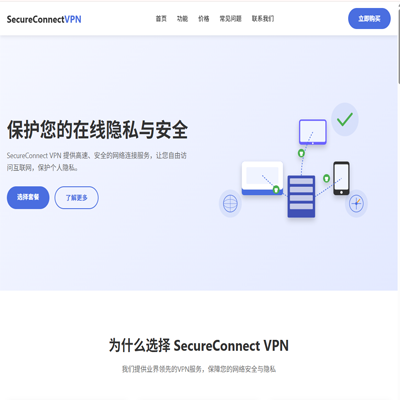 SecureConnectVPN
首页 功能 价格 常见问题 联系我们
立即购买
保护您的在线隐私与安全
SecureConnect VPN 提供高速、安全的网络连接服务，让您自由访
问互联网，保护个人隐私。
选择套餐 了解更多
为什么选择 SecureConnect VPN
我们提供业界领先的VPN服务，保障您的网络安全与隐私